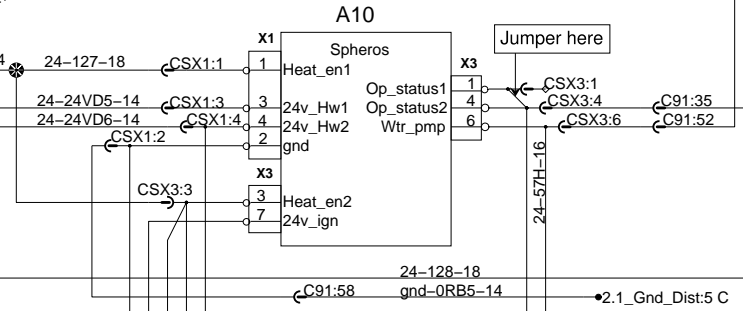 A10
X1
Spheros
Jumper here
4
24-127-18
CSX1:1
1
Heat_en1
X3
Op_status1
1
CSX3:1
24-24VD5-14
CSX1:3
3
24v_Hw1
Op_status2
4
CSX3:4
C91:35
24-24VD6-14
CSX1:4
4
24v_Hw2
Wtr_pmp
6
CSX3:6
C91:52
CSX1:2
2
gnd
24-57H-16
X3
CSX3:3
3
Heat_en2
7
24v_ign
24-128-18
C91:58
gnd-0RB5-14
2.1_Gnd_Dist:5 C